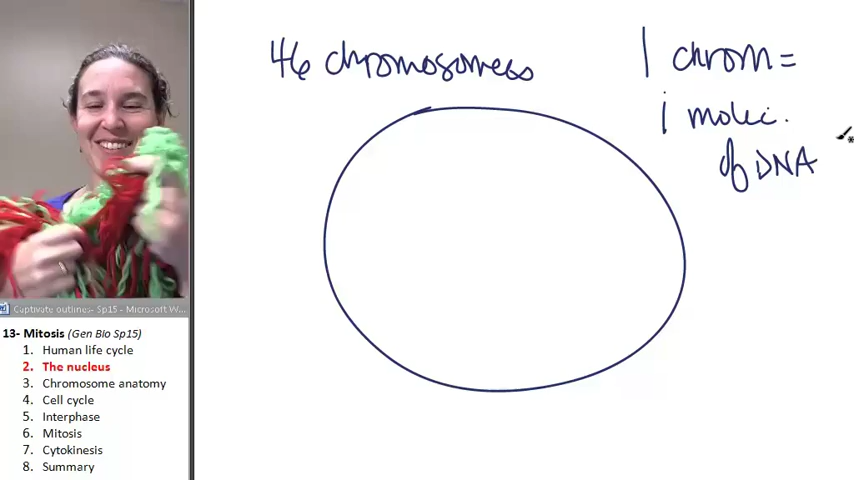 46 chromosomes
1 chrom =
1 molec.
of DNA
Captivate outlines- Sp15 - Microsoft W...
13- Mitosis (Gen Bio Sp15)
1. Human life cycle
2. The nucleus
3. Chromosome anatomy
4. Cell cycle
5. Interphase
6. Mitosis
7. Cytokinesis
8. Summary